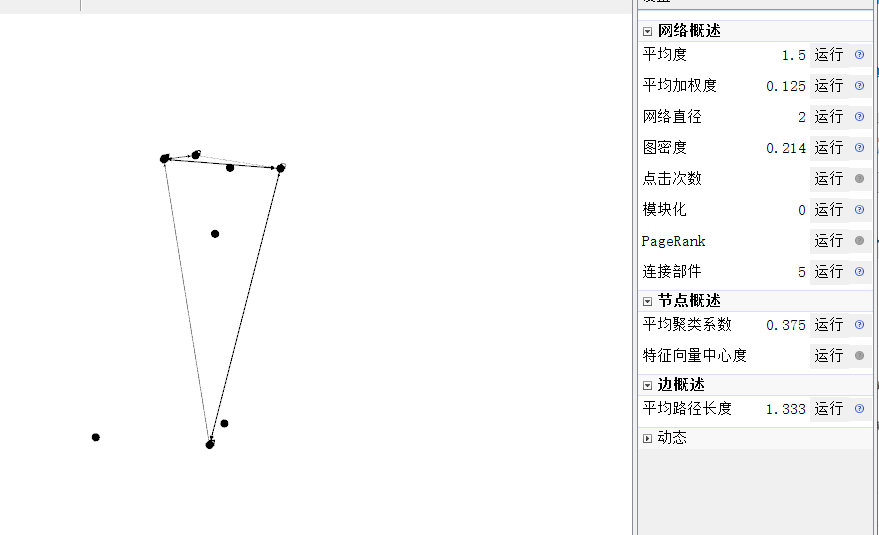 网络概述
平均度 1.5 运行
平均加权度 0.125 运行
网络直径 2 运行
图密度 0.214 运行
点击次数 运行
模块化 0 运行
PageRank 运行
连接部件 5 运行
节点概述
平均聚类系数 0.375 运行
特征向量中心度 运行
边概述
平均路径长度 1.333 运行
动态